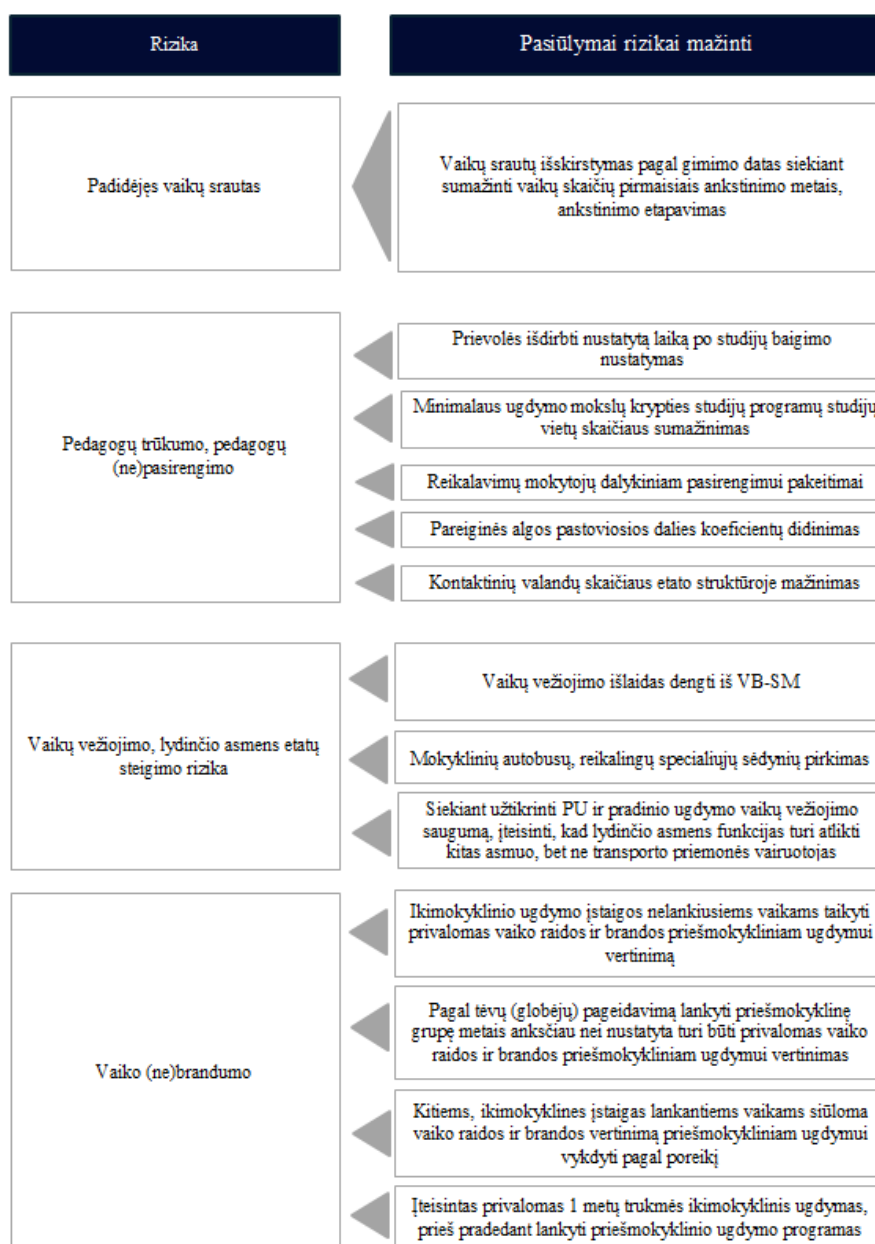 Rizika
Pasiūlymai rizikai mažinti
Padidėjęs vaikų srautas
Vaikų srautų išskirstymas pagal gimimo datas siekiant
sumažinti vaikų skaičių pirmaisiais ankstinimo metais,
ankstinimo etapavimas
Pedagogų trūkumo, pedagogų
(ne)pasirengimo
Prievolės išdirbti nustatytą laiką po studijų baigimo
nustatymas
Minimalaus ugdymo mokslų krypties studijų programų studijų
vietų skaičiaus sumažinimas
Reikalavimų mokytojų dalykiniam pasirengimui pakeitimai
Pareiginės algos pastoviosios dalies koeficientų didinimas
Kontaktinių valandų skaičiaus etato struktūroje mažinimas
Vaikų vežiojimo, lydinčio asmens etatų
steigimo rizika
Vaikų vežiojimo išlaidas dengti iš VB-SM
Mokyklinių autobusų, reikalingų specialiųjų sėdynių pirkimas
Siekiant užtikrinti PU ir pradinio ugdymo vaikų vežiojimo
saugumą, įteisinti, kad lydinčio asmens funkcijas turi atlikti
kitas asmuo, bet ne transporto priemonės vairuotojas
Vaiko (ne)brandumo
Ikimokyklinio ugdymo įstaigos nelankiusiems vaikams taikyti
privalomas vaiko raidos ir brandos priešmokykliniam ugdymui
vertinimą
Pagal tėvų (globėjų) pageidavimą lankyti priešmokyklinę
grupę metais anksčiau nei nustatyta turi būti privalomas vaiko
raidos ir brandos priešmokykliniam ugdymui vertinimas
Kitiems, ikimokyklines įstaigas lankantiems vaikams siūloma
vaiko raidos ir brandos vertinimą priešmokykliniam ugdymui
vykdyti pagal poreikį
Įteisintas privalomas 1 metų trukmės ikimokyklinis ugdymas,
prieš pradedant lankyti priešmokyklinio ugdymo programas